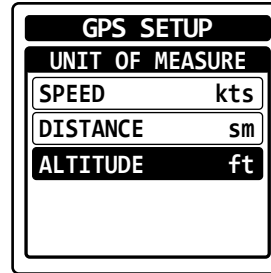 GPS SETUP
UNIT OF MEASURE
SPEED kts
DISTANCE sm
ALTITUDE ft